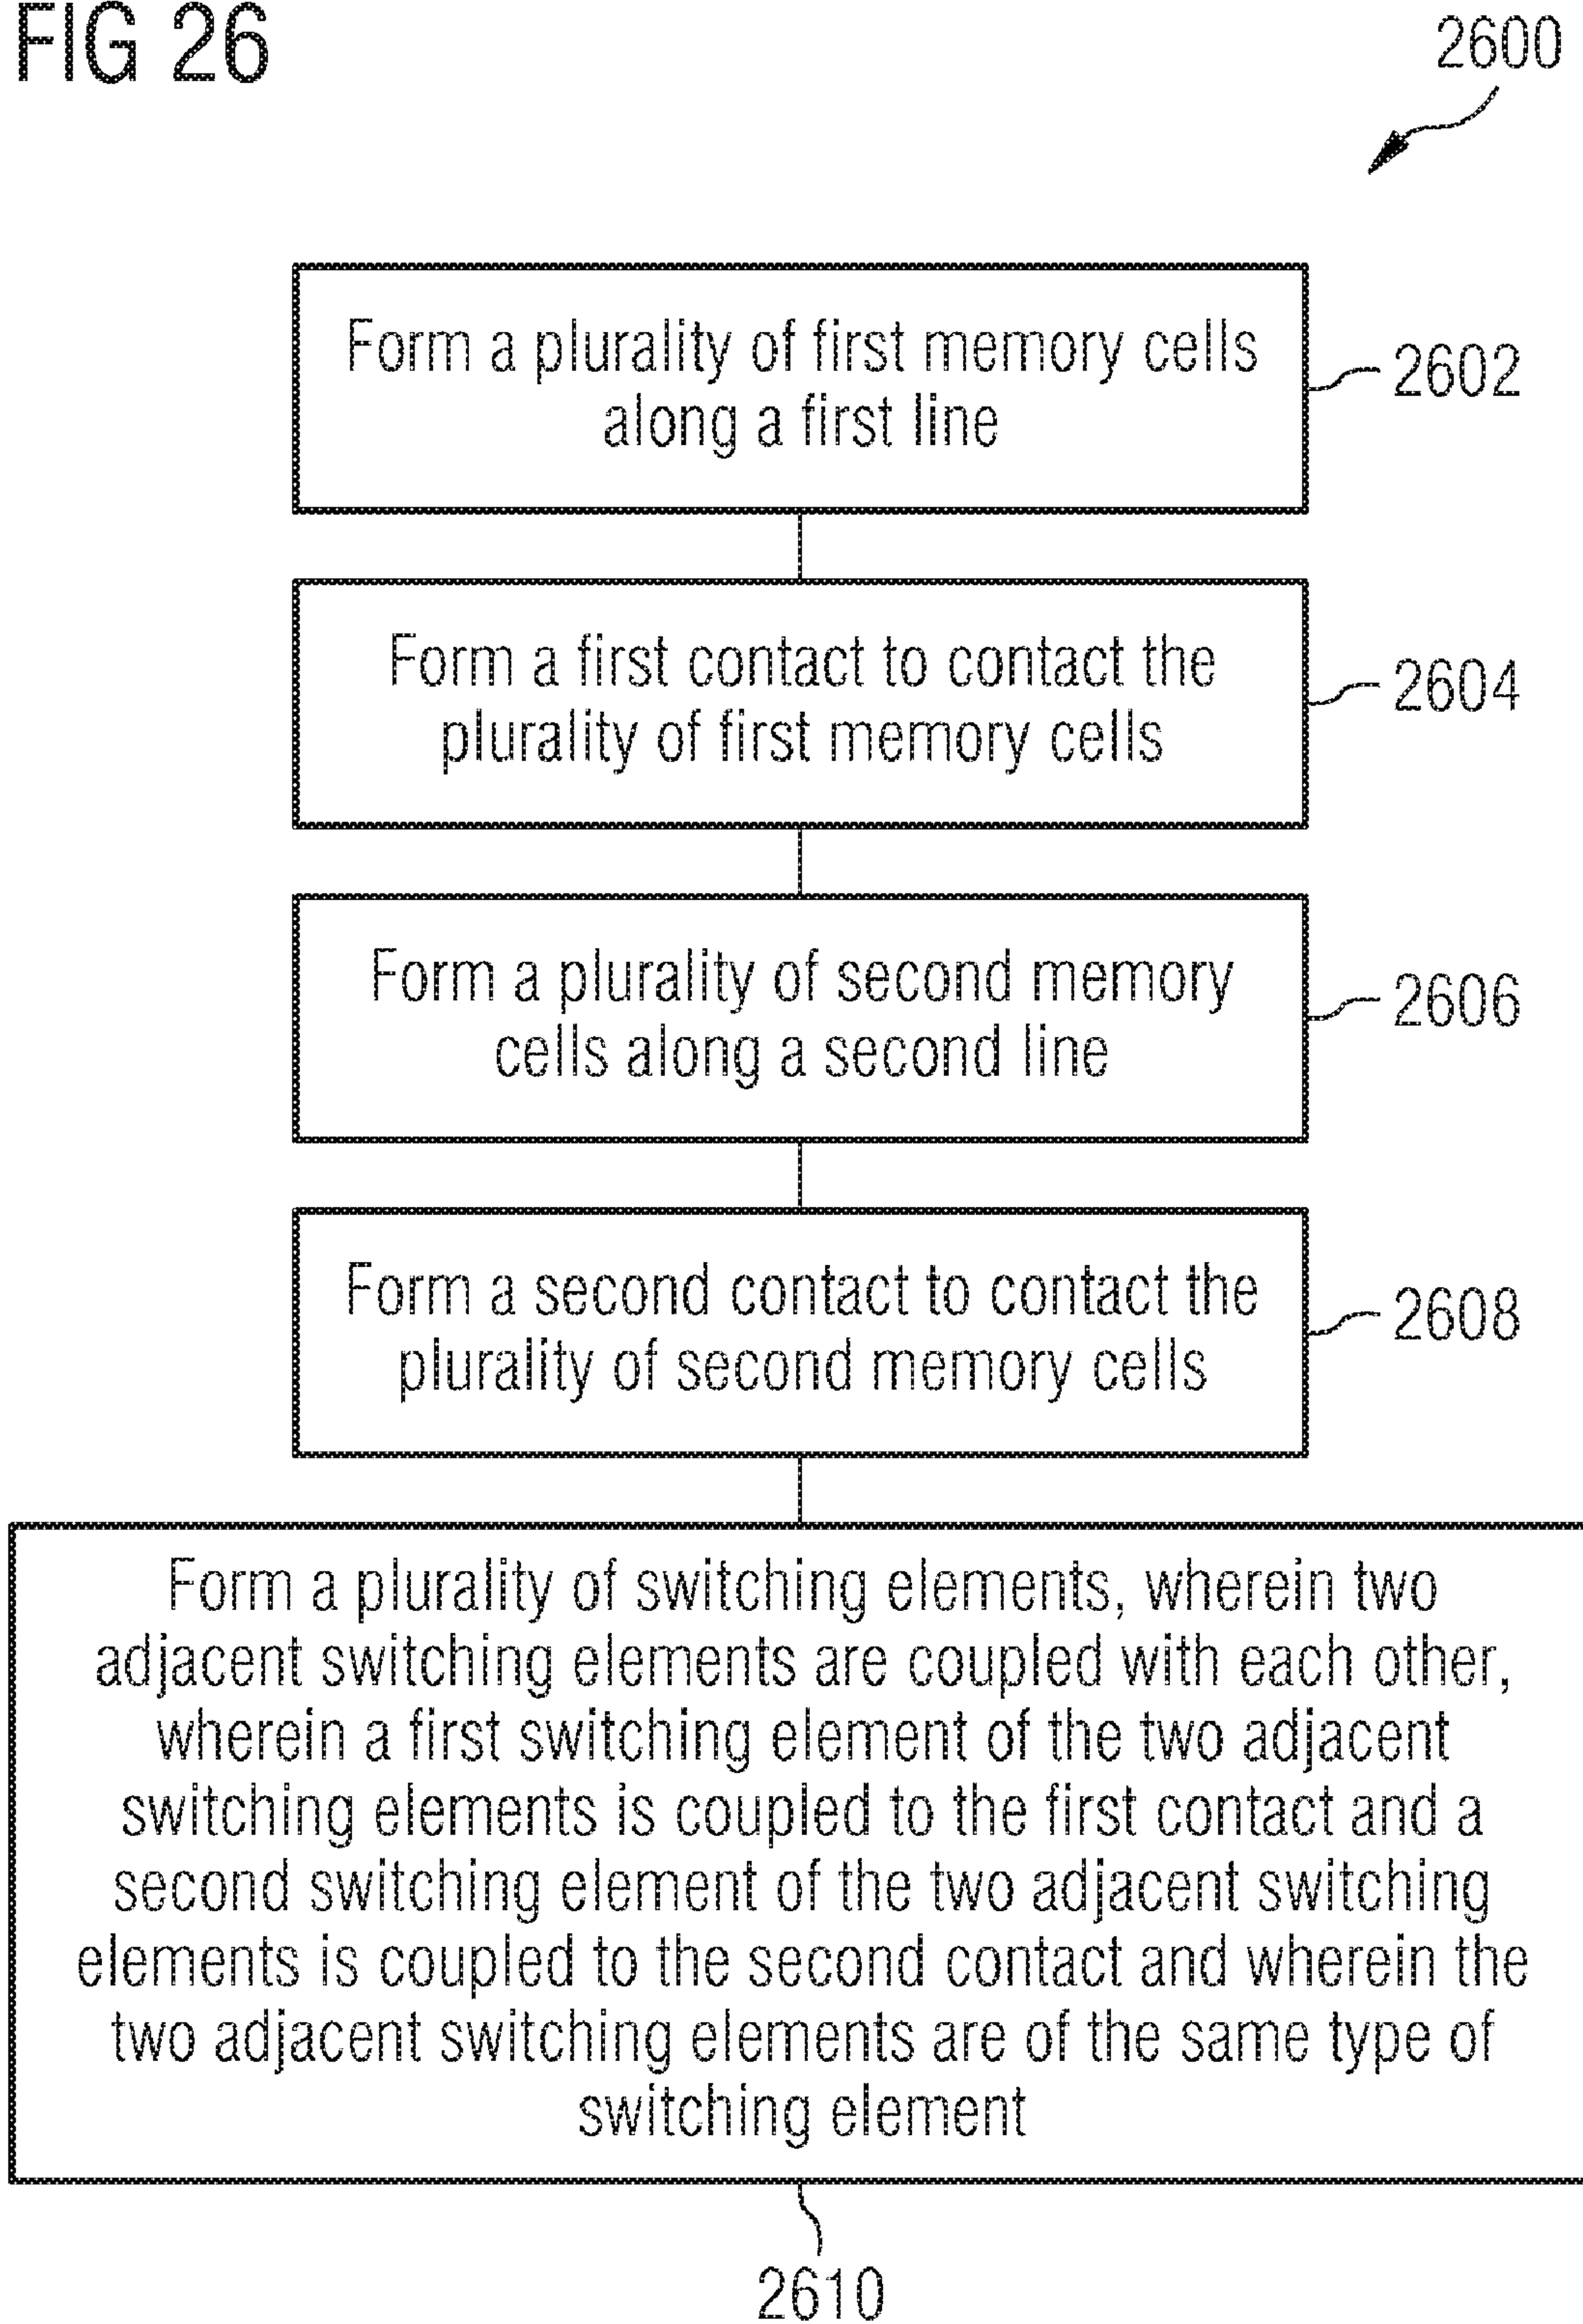 FIG 26
2600
Form a plurality of first memory cells
along a first line
2602
Form a first contact to contact the
plurality of first memory cells
2604
Form a plurality of second memory
cells along a second line
2606
Form a second contact to contact the
plurality of second memory cells
2608
Form a plurality of switching elements, wherein two
adjacent switching elements are coupled with each other,
wherein a first switching element of the two adjacent
switching elements is coupled to the first contact and a
second switching element of the two adjacent switching
elements is coupled to the second contact and wherein the
two adjacent switching elements are of the same type of
switching element
2610